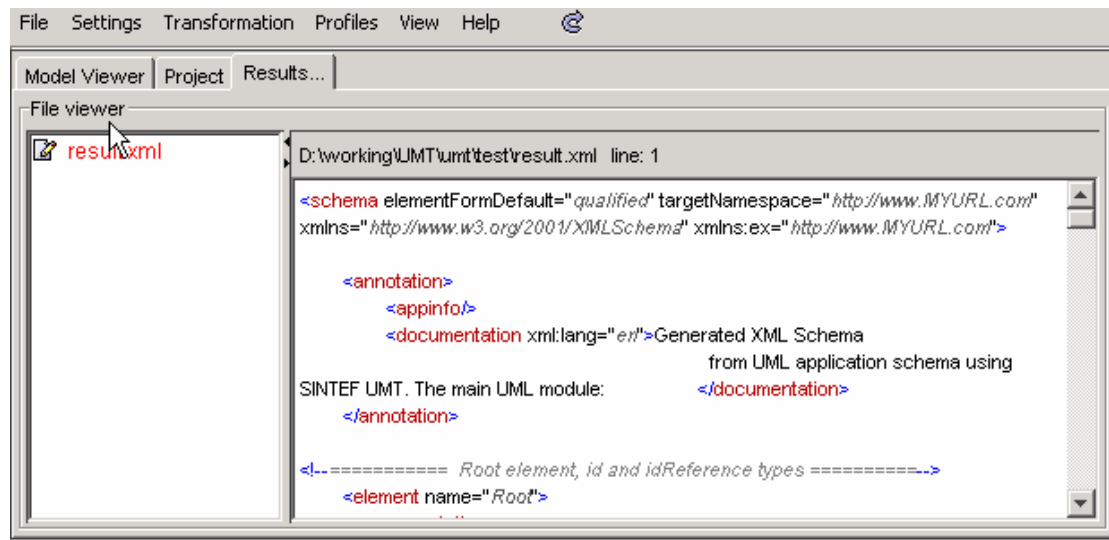 File Settings Transformation Profiles View Help
Model Viewer Project Results...
File viewer
result.xml
D:\working\UMT\umt\test\result.xml line: 1
<schema elementFormDefault="qualified" targetNamespace="http://www.MYURL.com"
xmlns="http://www.w3.org/2001/XMLSchema" xmlns:ex="http://www.MYURL.com">
<annotation>
<appinfo/>
<documentation xml:lang="en">Generated XML Schema
from UML application schema using
SINTEF UMT. The main UML module: </documentation>
</annotation>
<!--=========== Root element, id and idReference types ==========-->
<element name="Root">